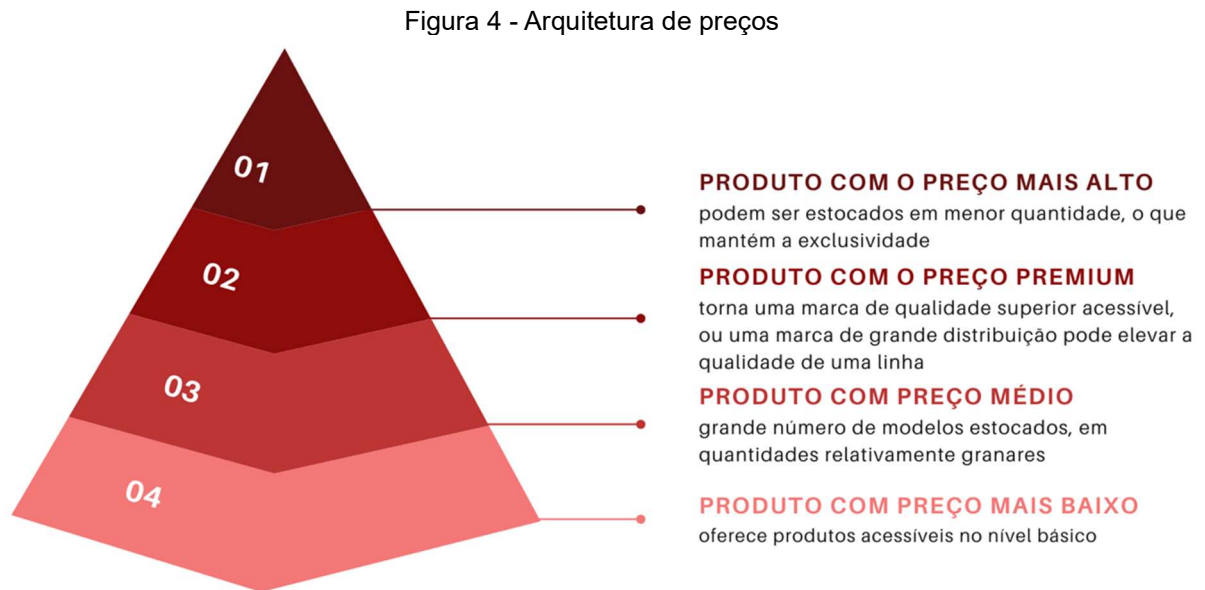 Figura 4 - Arquitetura de preços
01
PRODUTO COM O PREÇO MAIS ALTO
podem ser estocados em menor quantidade, o que
mantém a exclusividade
02
PRODUTO COM O PREÇO PREMIUM
torna uma marca de qualidade superior acessível,
ou uma marca de grande distribuição pode elevar a
qualidade de uma linha
03
PRODUTO COM PREÇO MÉDIO
grande número de modelos estocados, em
quantidades relativamente granares
04
PRODUTO COM PREÇO MAIS BAIXO
oferece produtos acessíveis no nível básico